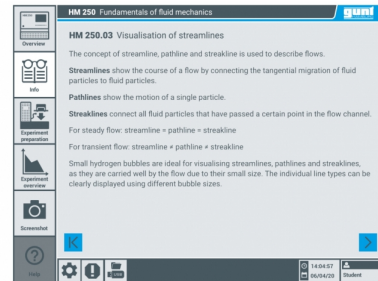 HM 250 Fundamentals of fluid mechanics
gunt
Overview
Info
Experiment
preparation
Experiment
overview
Screenshot
Help
HM 250.03 Visualisation of streamlines
The concept of streamline, pathline and streakline is used to describe flows.
Streamlines show the course of a flow by connecting the tangential migration of fluid
particles to fluid particles.
Pathlines show the motion of a single particle.
Streaklines connect all fluid particles that have passed a certain point in the flow channel.
For steady flow: streamline = pathline = streakline
For transient flow: streamline ≠ pathline ≠ streakline
Small hydrogen bubbles are ideal for visualising streamlines, pathlines and streaklines,
as they are carried well by the flow due to their small size. The individual line types can be
clearly displayed using different bubble sizes.
14:04:57
06/04/20
Student